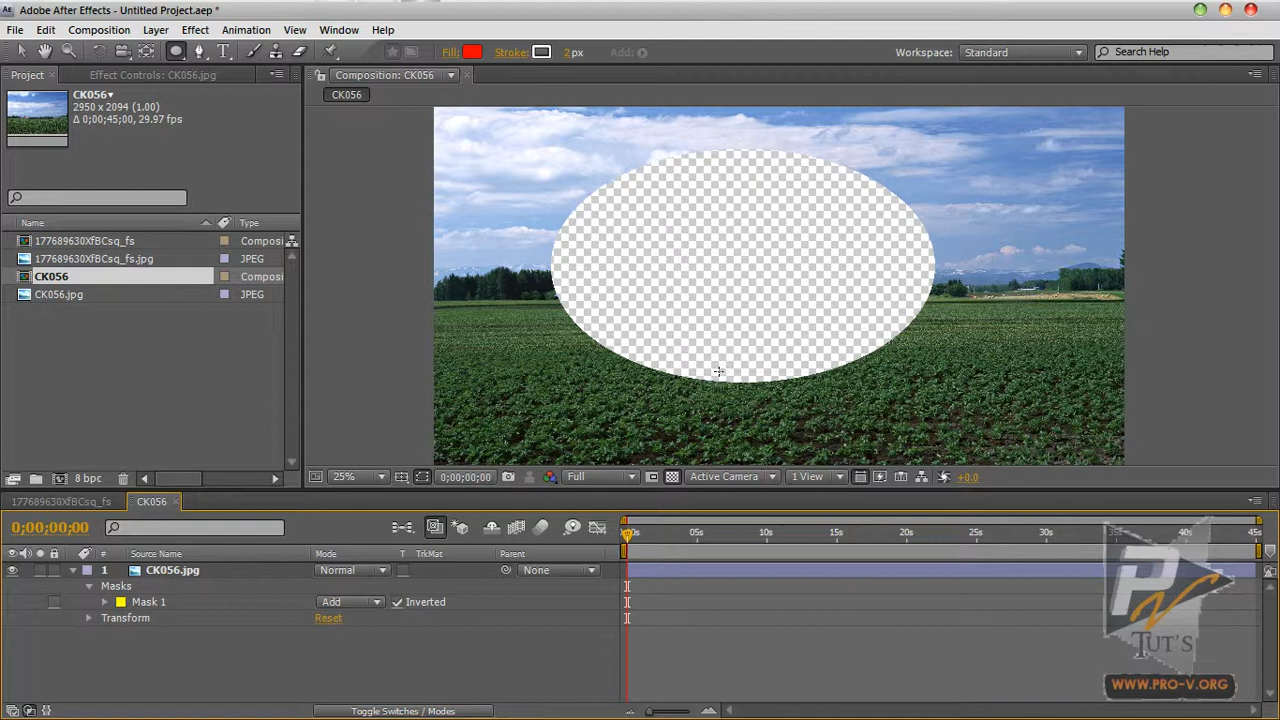 Adobe After Effects - Untitled Project.aep *
File Edit Composition Layer Effect Animation View Window Help
Fill: Stroke: 2 px Add: Workspace: Standard Search Help
Project Effect Controls: CK056.jpg Composition: CK056
CK056
CK056▾
2950 x 2094 (1.00)
Δ 0;00;45;00, 29.97 fps
Name Type
177689630XfBCsq_fs Composi
177689630XfBCsq_fs.jpg JPEG
CK056 Composi
CK056.jpg JPEG
8 bpc 25% 0;00;00;00 Full Active Camera 1 View +0.0
177689630XfBCsq_fs CK056
0;00;00;00
05s 10s 15s 20s 25s 30s 40s 45s
# Source Name Mode T TrkMat Parent
1 CK056.jpg Normal None
Masks
Mask 1 Add Inverted
Transform Reset
PV
TUT'S
WWW.PRO-V.ORG
Toggle Switches / Modes